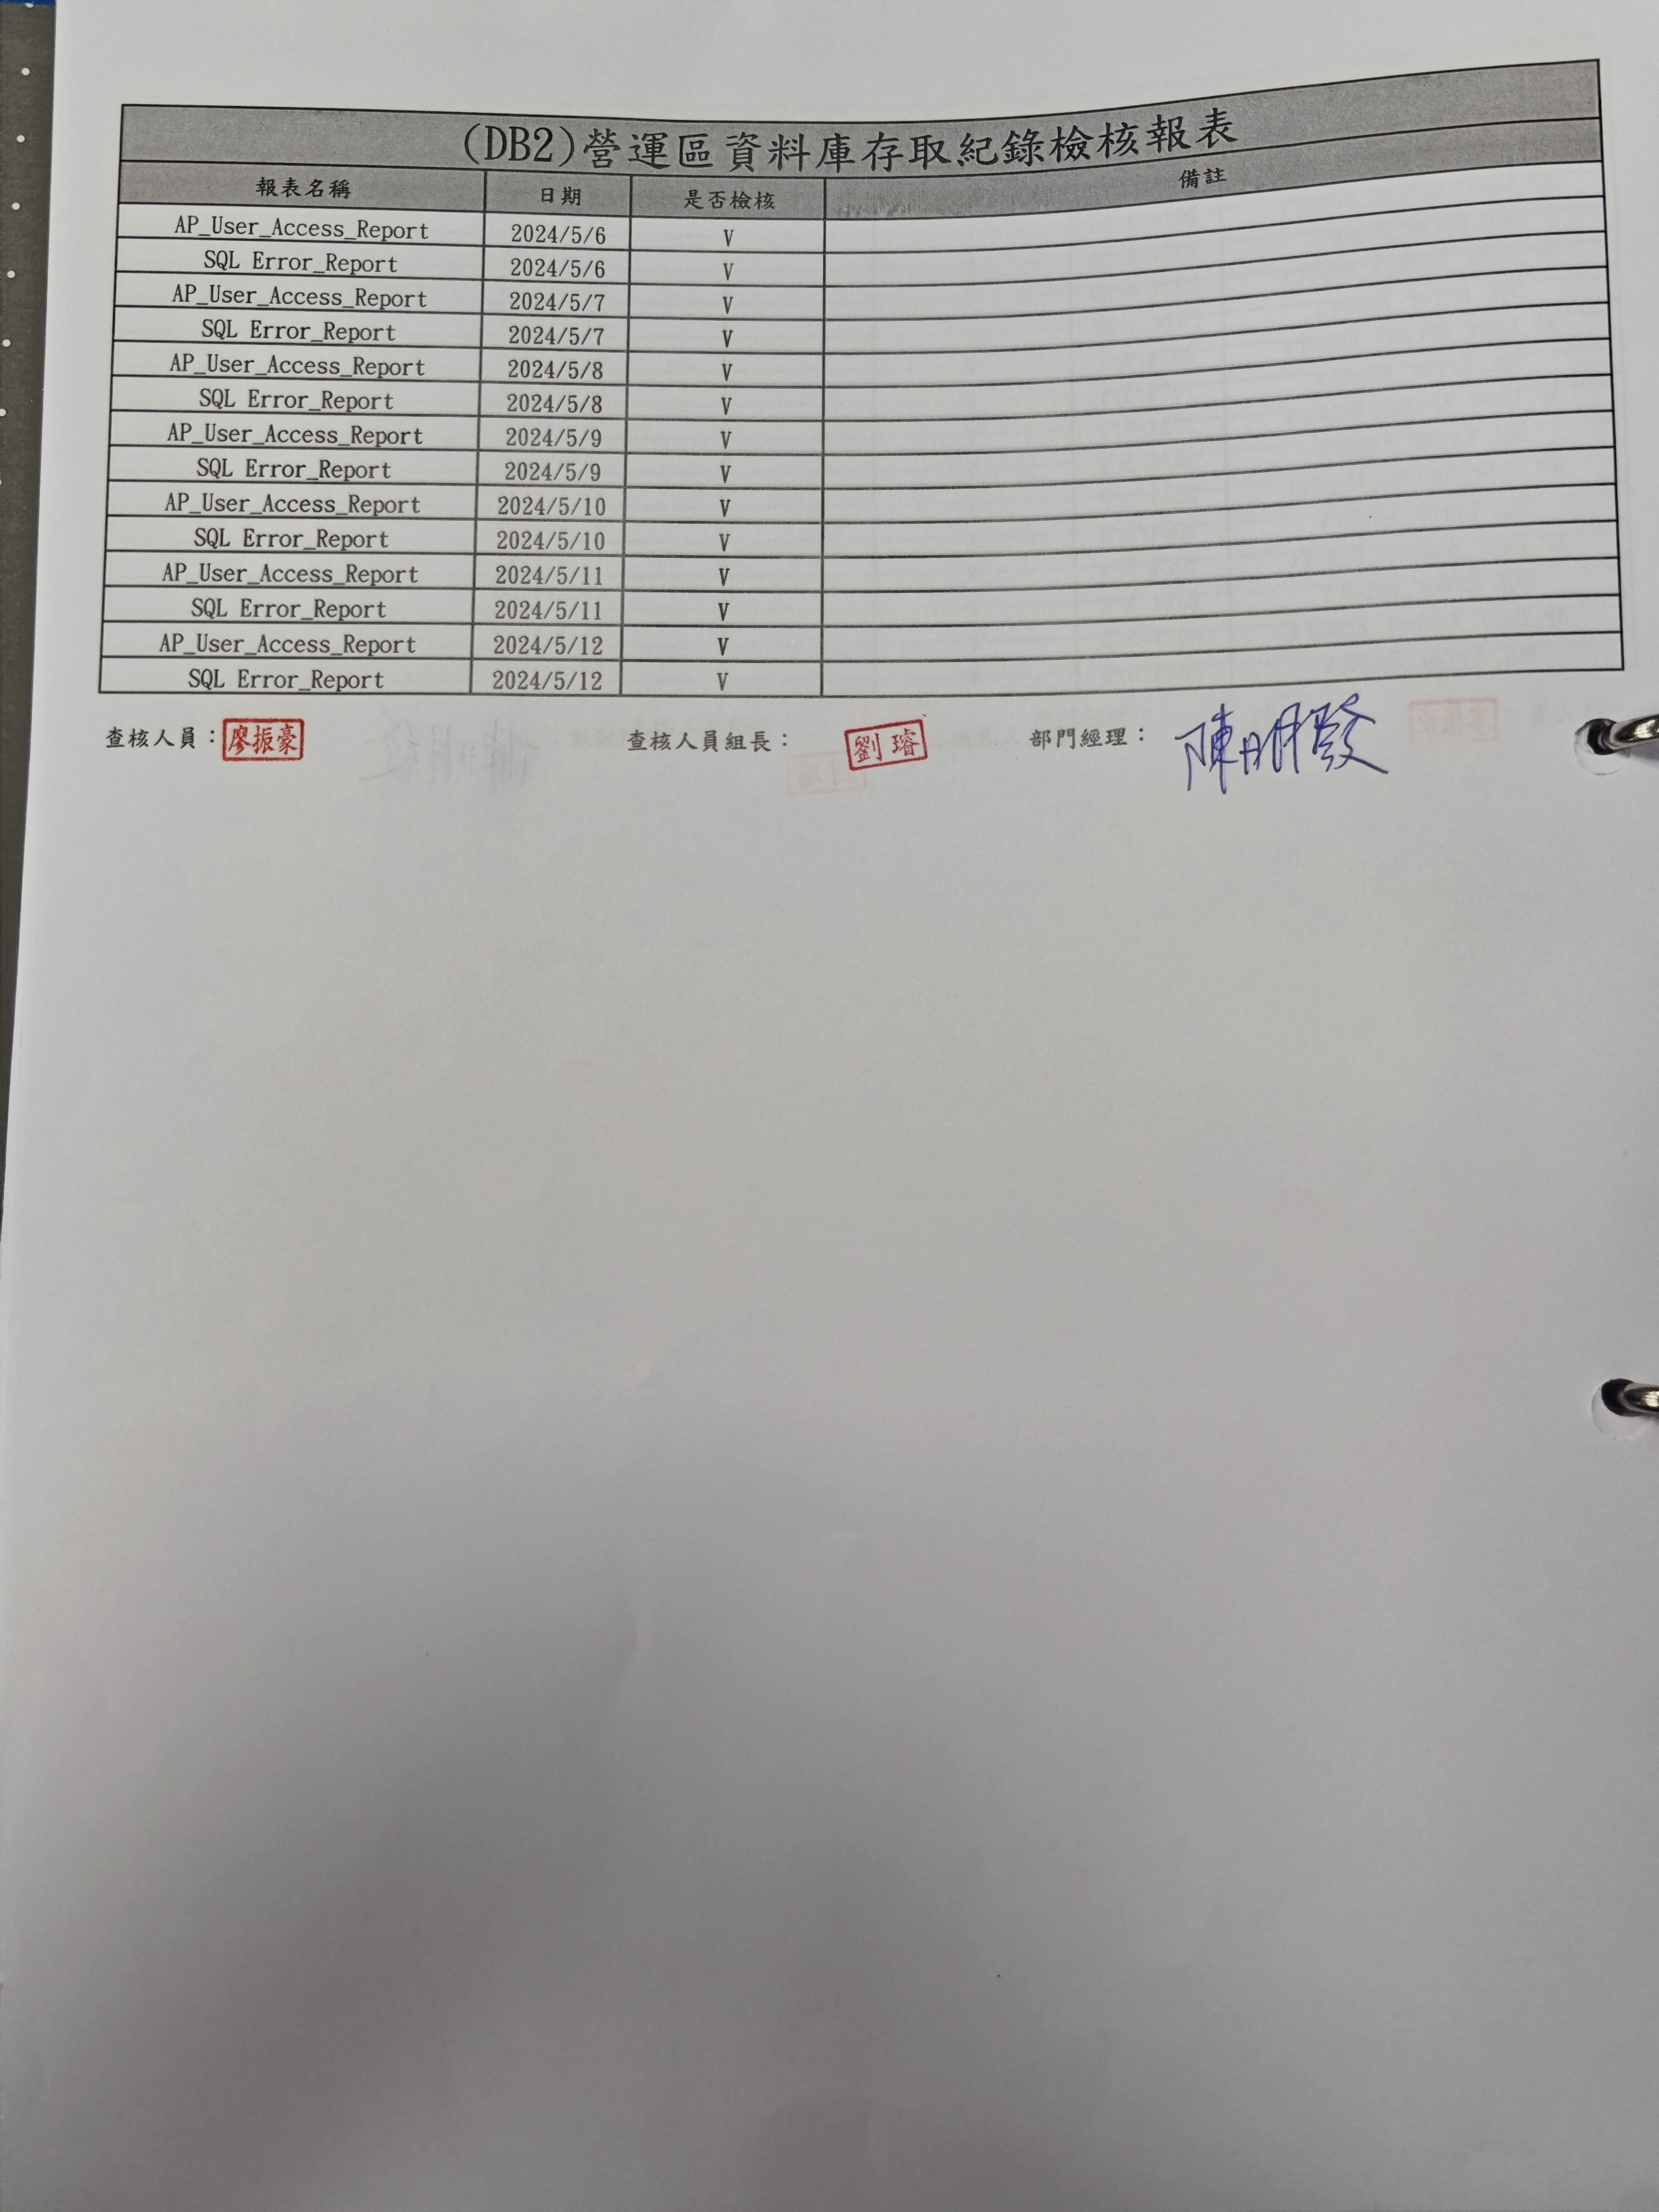 (DB2)營運區資料庫存取紀錄檢核報表
報表名稱 日期 是否檢核 備註
AP_User_Access_Report 2024/5/6 V
SQL Error_Report 2024/5/6 V
AP_User_Access_Report 2024/5/7 V
SQL Error_Report 2024/5/7 V
AP_User_Access_Report 2024/5/8 V
SQL Error_Report 2024/5/8 V
AP_User_Access_Report 2024/5/9 V
SQL Error_Report 2024/5/9 V
AP_User_Access_Report 2024/5/10 V
SQL Error_Report 2024/5/10 V
AP_User_Access_Report 2024/5/11 V
SQL Error_Report 2024/5/11 V
AP_User_Access_Report 2024/5/12 V
SQL Error_Report 2024/5/12 V
查核人員：廖振豪 查核人員組長： 劉璿 部門經理： 陳明發